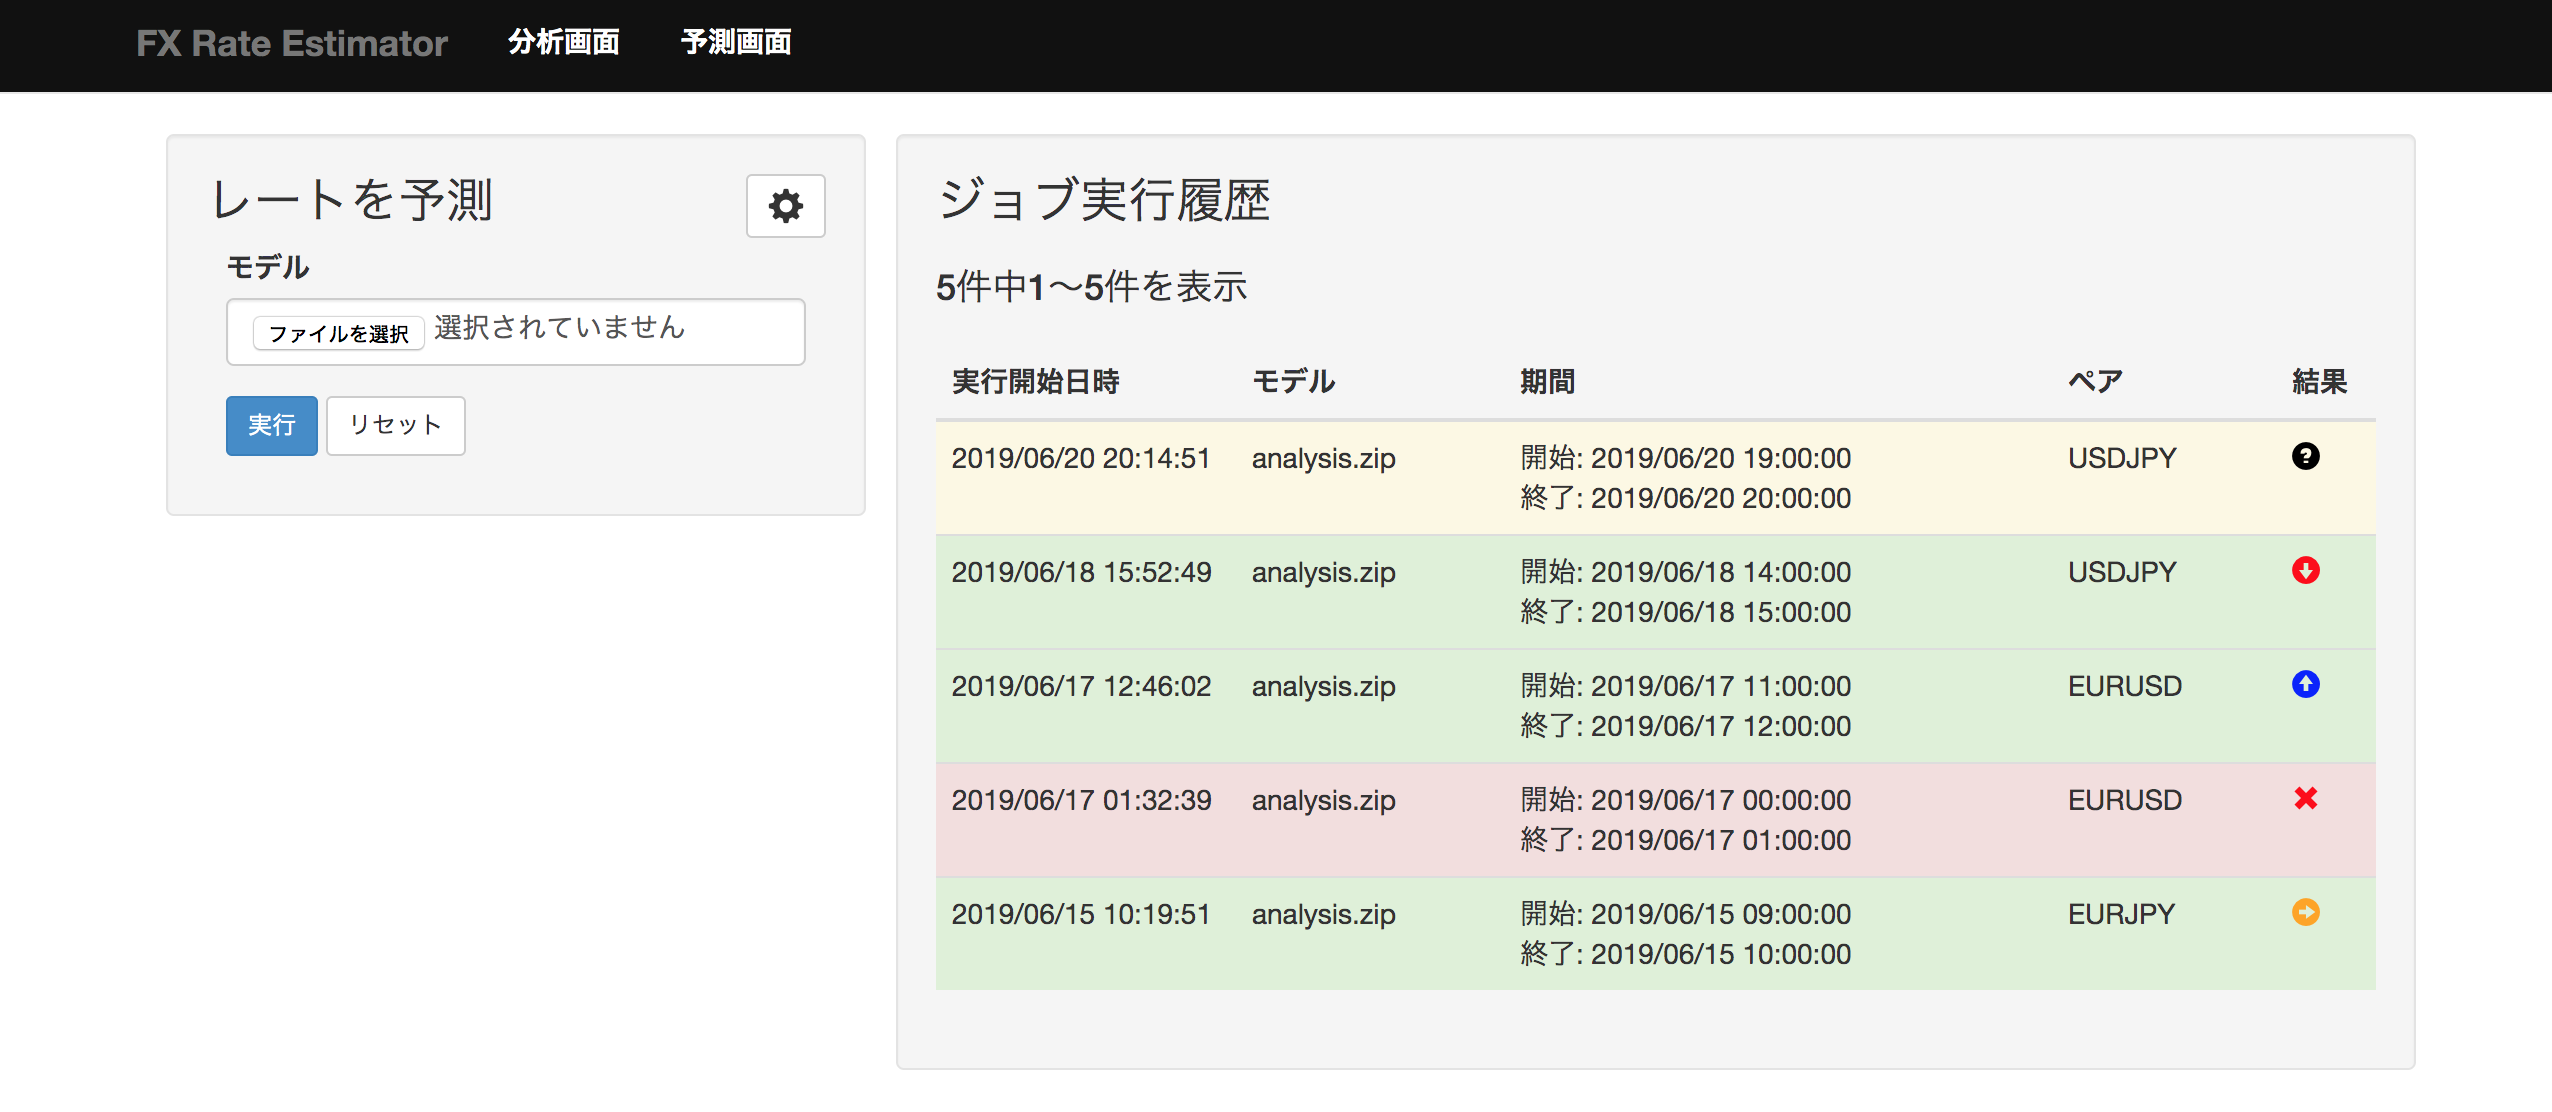 FX Rate Estimator 分析画面 予測画面
レートを予測
モデル
ファイルを選択 選択されていません
実行 リセット
ジョブ実行履歴
5件中1〜5件を表示
実行開始日時 モデル 期間 ペア 結果
2019/06/20 20:14:51 analysis.zip 開始: 2019/06/20 19:00:00 USDJPY ?
終了: 2019/06/20 20:00:00
2019/06/18 15:52:49 analysis.zip 開始: 2019/06/18 14:00:00 USDJPY
終了: 2019/06/18 15:00:00
2019/06/17 12:46:02 analysis.zip 開始: 2019/06/17 11:00:00 EURUSD
終了: 2019/06/17 12:00:00
2019/06/17 01:32:39 analysis.zip 開始: 2019/06/17 00:00:00 EURUSD
終了: 2019/06/17 01:00:00
2019/06/15 10:19:51 analysis.zip 開始: 2019/06/15 09:00:00 EURJPY
終了: 2019/06/15 10:00:00